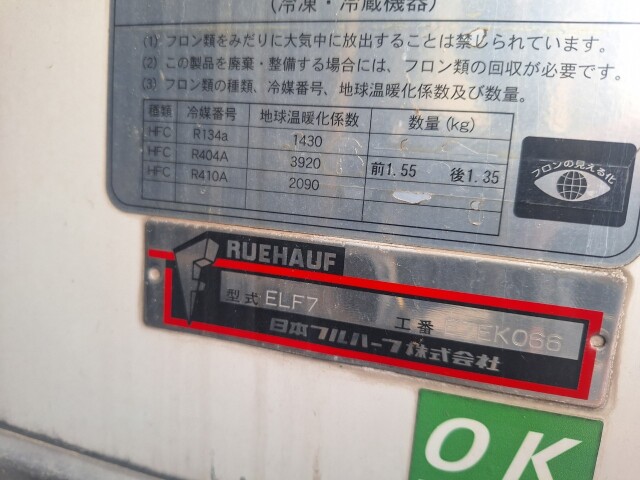 (冷凍・冷蔵機器)
(1) フロン類をみだりに大気中に放出することは禁じられています。
(2) この製品を廃棄・整備する場合には、フロン類の回収が必要です。
(3) フロン類の種類、冷媒番号、地球温暖化係数及び数量。
種類 冷媒番号 地球温暖化係数 数量(kg)
HFC R134a 1430
HFC R404A 3920 前1.55 後1.35
HFC R410A 2090
フロンの見える化
RUEHAUF
型式 ELF7 工番 EK066
日本フルハーフ株式会社
OK